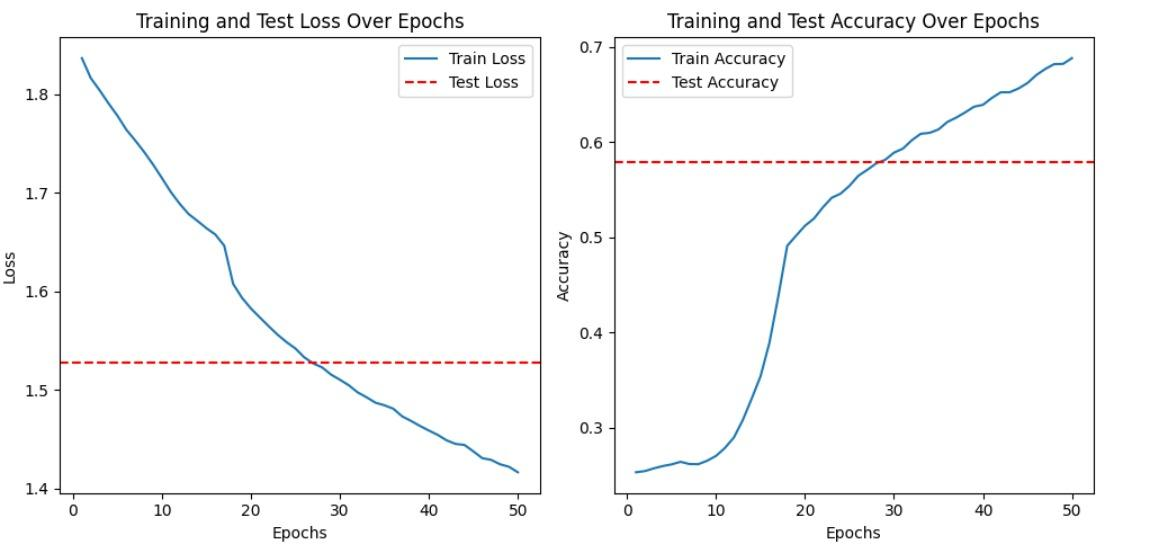 Training and Test Loss Over Epochs
Train Loss
Test Loss
1.8
1.7
1.6
1.5
1.4
Loss
0 10 20 30 40 50
Epochs
Training and Test Accuracy Over Epochs
Train Accuracy
Test Accuracy
0.7
0.6
0.5
0.4
0.3
Accuracy
0 10 20 30 40 50
Epochs